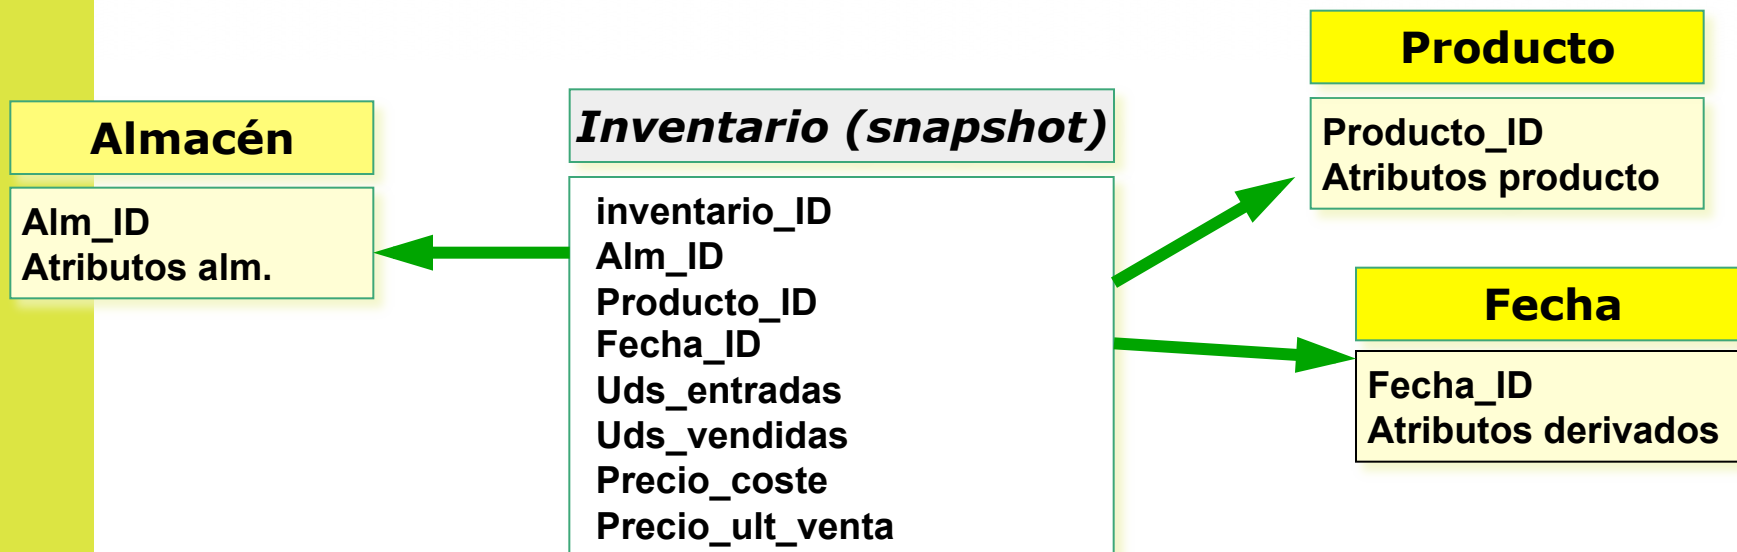 Almacén
Alm_ID
Atributos alm.
Inventario (snapshot)
inventario_ID
Alm_ID
Producto_ID
Fecha_ID
Uds_entradas
Uds_vendidas
Precio_coste
Precio_ult_venta
Producto
Producto_ID
Atributos producto
Fecha
Fecha_ID
Atributos derivados